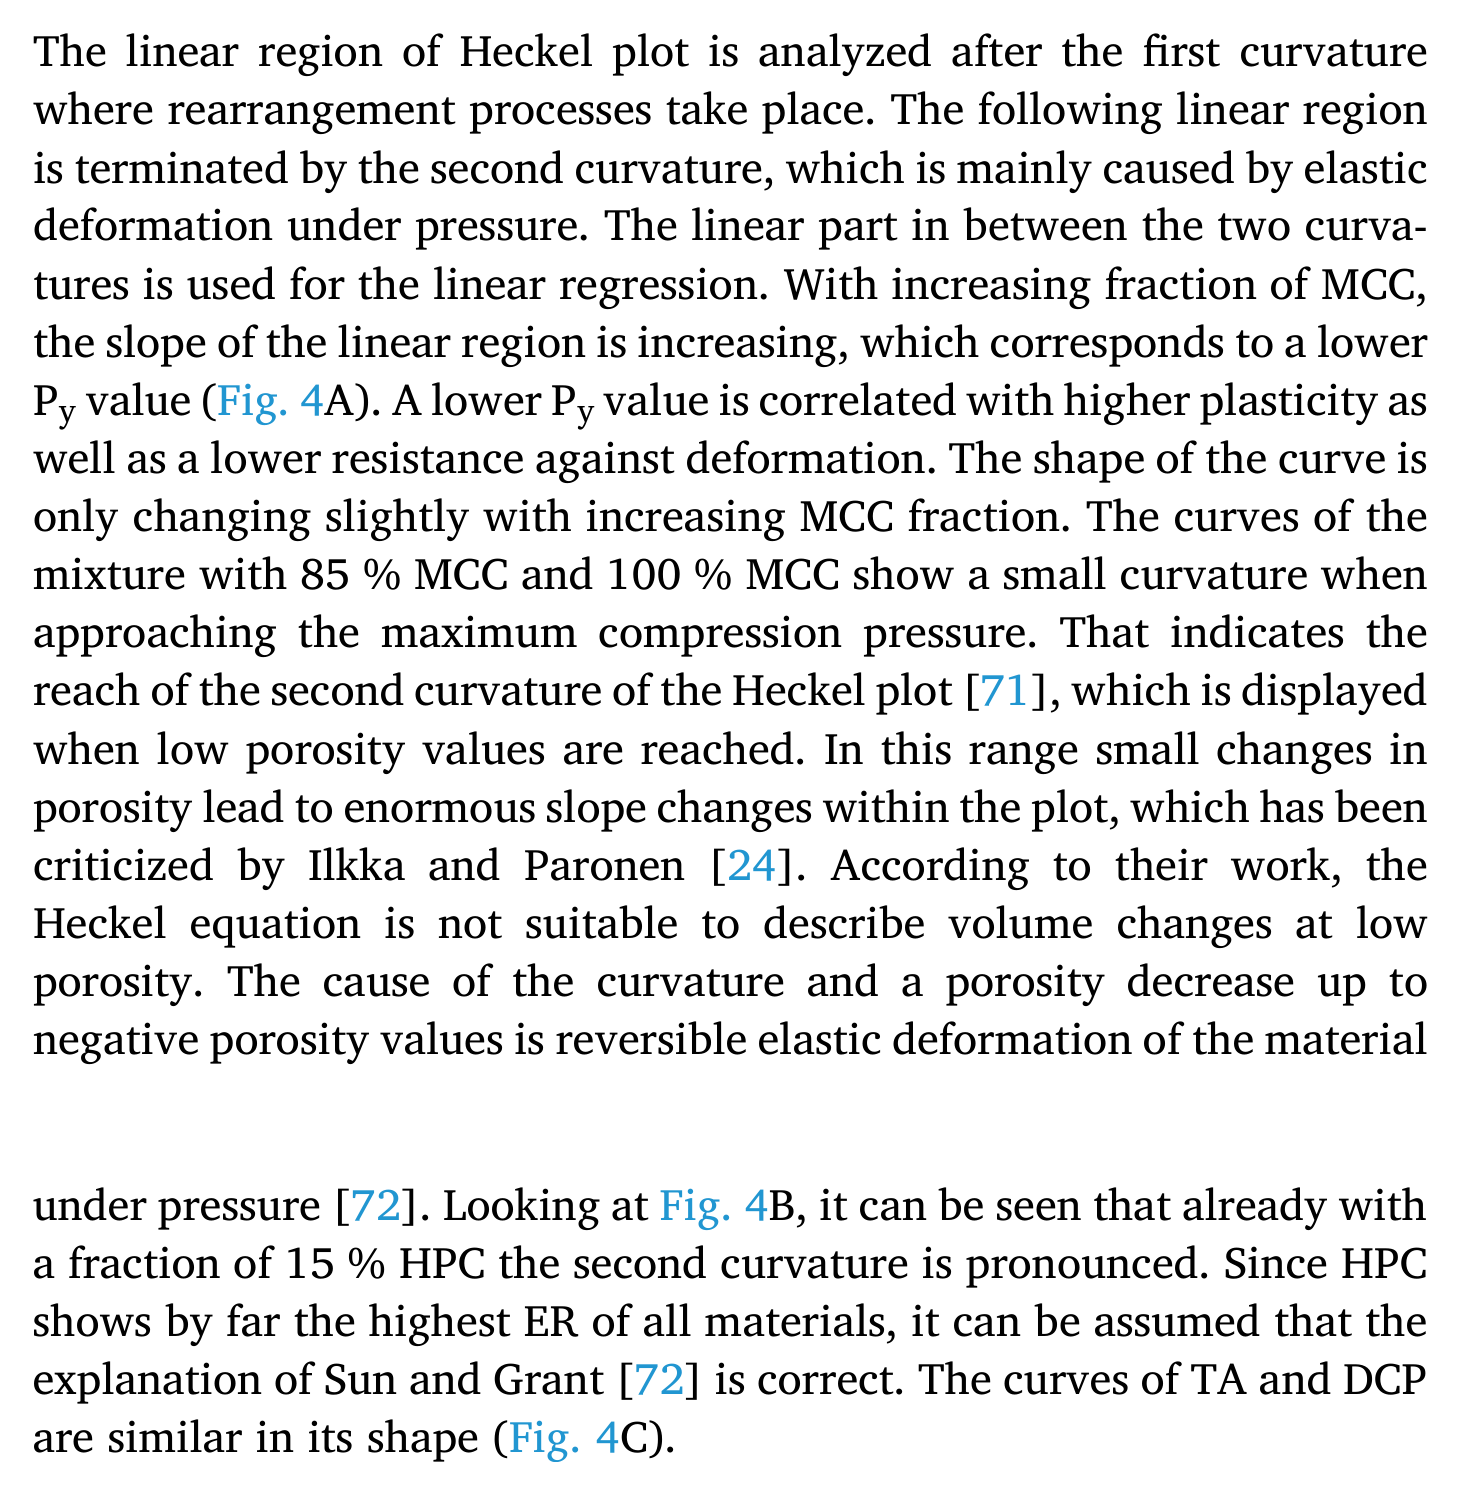 The linear region of Heckel plot is analyzed after the first curvature
where rearrangement processes take place. The following linear region
is terminated by the second curvature, which is mainly caused by elastic
deformation under pressure. The linear part in between the two curva-
tures is used for the linear regression. With increasing fraction of MCC,
the slope of the linear region is increasing, which corresponds to a lower
Py value (Fig. 4A). A lower Py value is correlated with higher plasticity as
well as a lower resistance against deformation. The shape of the curve is
only changing slightly with increasing MCC fraction. The curves of the
mixture with 85 % MCC and 100 % MCC show a small curvature when
approaching the maximum compression pressure. That indicates the
reach of the second curvature of the Heckel plot [71], which is displayed
when low porosity values are reached. In this range small changes in
porosity lead to enormous slope changes within the plot, which has been
criticized by Ilkka and Paronen [24]. According to their work, the
Heckel equation is not suitable to describe volume changes at low
porosity. The cause of the curvature and a porosity decrease up to
negative porosity values is reversible elastic deformation of the material
under pressure [72]. Looking at Fig. 4B, it can be seen that already with
a fraction of 15 % HPC the second curvature is pronounced. Since HPC
shows by far the highest ER of all materials, it can be assumed that the
explanation of Sun and Grant [72] is correct. The curves of TA and DCP
are similar in its shape (Fig. 4C).